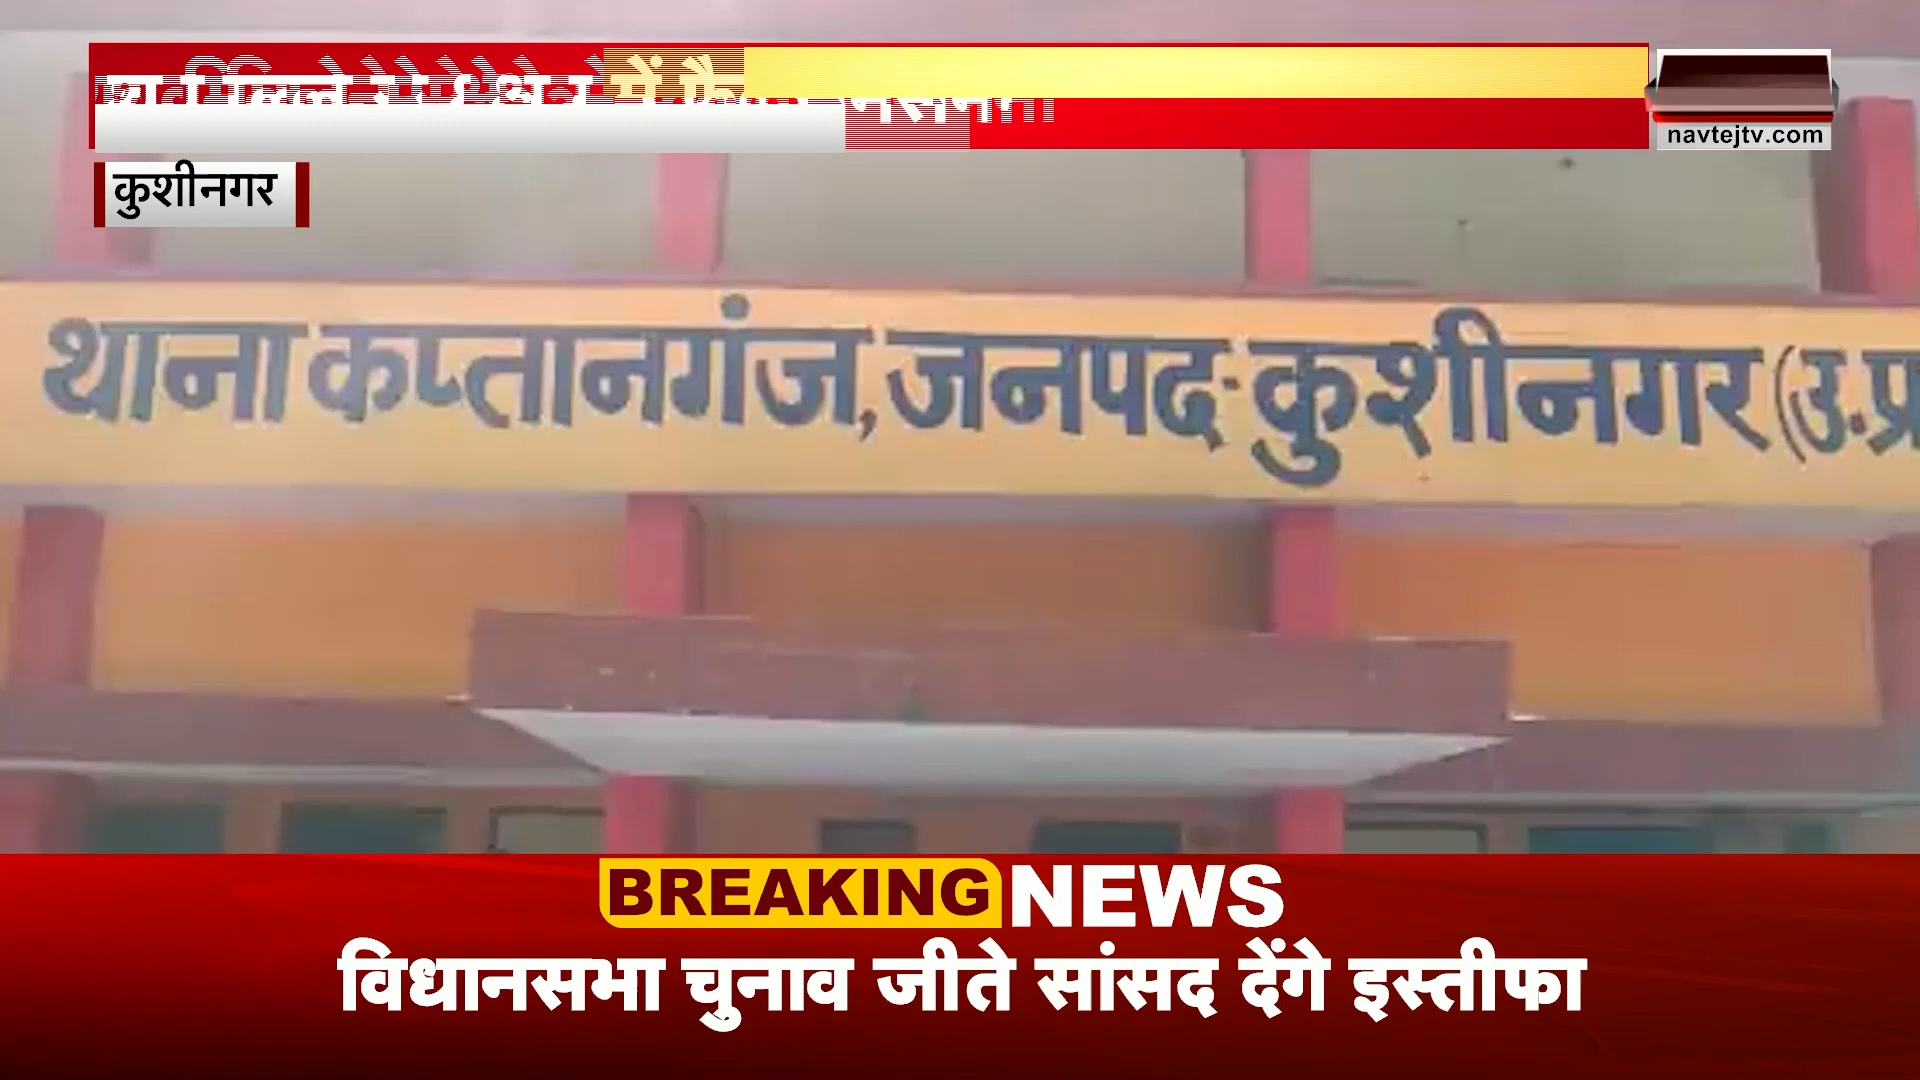 navtejtv.com
कुशीनगर
थाना कप्तानगंज, जनपद-कुशीनगर (उ.प्र
BREAKING NEWS
विधानसभा चुनाव जीते सांसद देंगे इस्तीफा